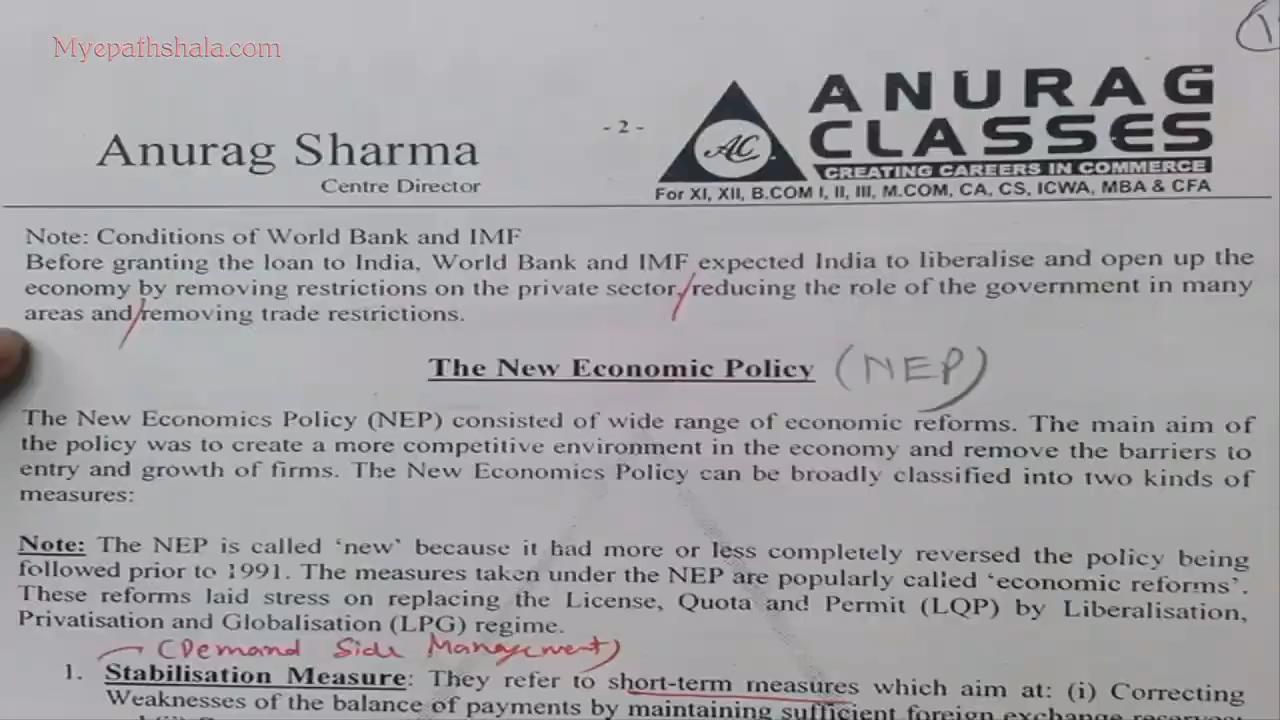 Myepathshala.com
Anurag Sharma
Centre Director
- 2 -
AC
ANURAG
CLASSES
CREATING CAREERS IN COMMERCE
For XI, XII, B.COM I, II, III, M.COM, CA, CS, ICWA, MBA & CFA
Note: Conditions of World Bank and IMF
Before granting the loan to India, World Bank and IMF expected India to liberalise and open up the
economy by removing restrictions on the private sector, reducing the role of the government in many
areas and removing trade restrictions.
The New Economic Policy (NEP)
The New Economics Policy (NEP) consisted of wide range of economic reforms. The main aim of
the policy was to create a more competitive environment in the economy and remove the barriers to
entry and growth of firms. The New Economics Policy can be broadly classified into two kinds of
measures:
Note: The NEP is called ‘new’ because it had more or less completely reversed the policy being
followed prior to 1991. The measures taken under the NEP are popularly called ‘economic reforms’.
These reforms laid stress on replacing the License, Quota and Permit (LQP) by Liberalisation,
Privatisation and Globalisation (LPG) regime.
(Demand Side Management)
1. Stabilisation Measure: They refer to short-term measures which aim at: (i) Correcting
Weaknesses of the balance of payments by maintaining sufficient foreign exchange